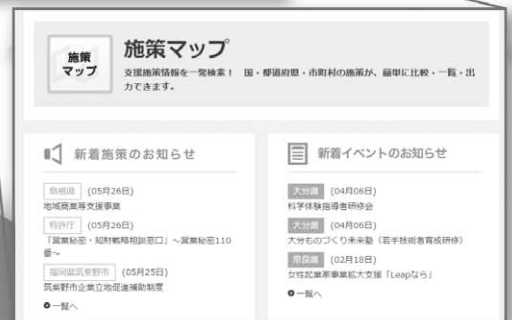 施策
マップ
施策マップ
支援施策情報を一発検索！ 国・都道府県・市町村の施策が、簡単に比較・一覧・出
力できます。
新着施策のお知らせ
島根県 (05月26日)
地域商業等支援事業
特許庁 (05月26日)
「営業秘密・知財戦略相談窓口」～営業秘密110
番～
福岡県筑紫野市 (05月25日)
筑紫野市企業立地促進補助制度
一覧へ
新着イベントのお知らせ
大分県 (04月06日)
科学体験指導者研修会
大分県 (04月06日)
大分ものづくり未来塾（若手技術者育成研修）
奈良県 (02月18日)
女性起業家事業拡大支援「Leapなら」
一覧へ